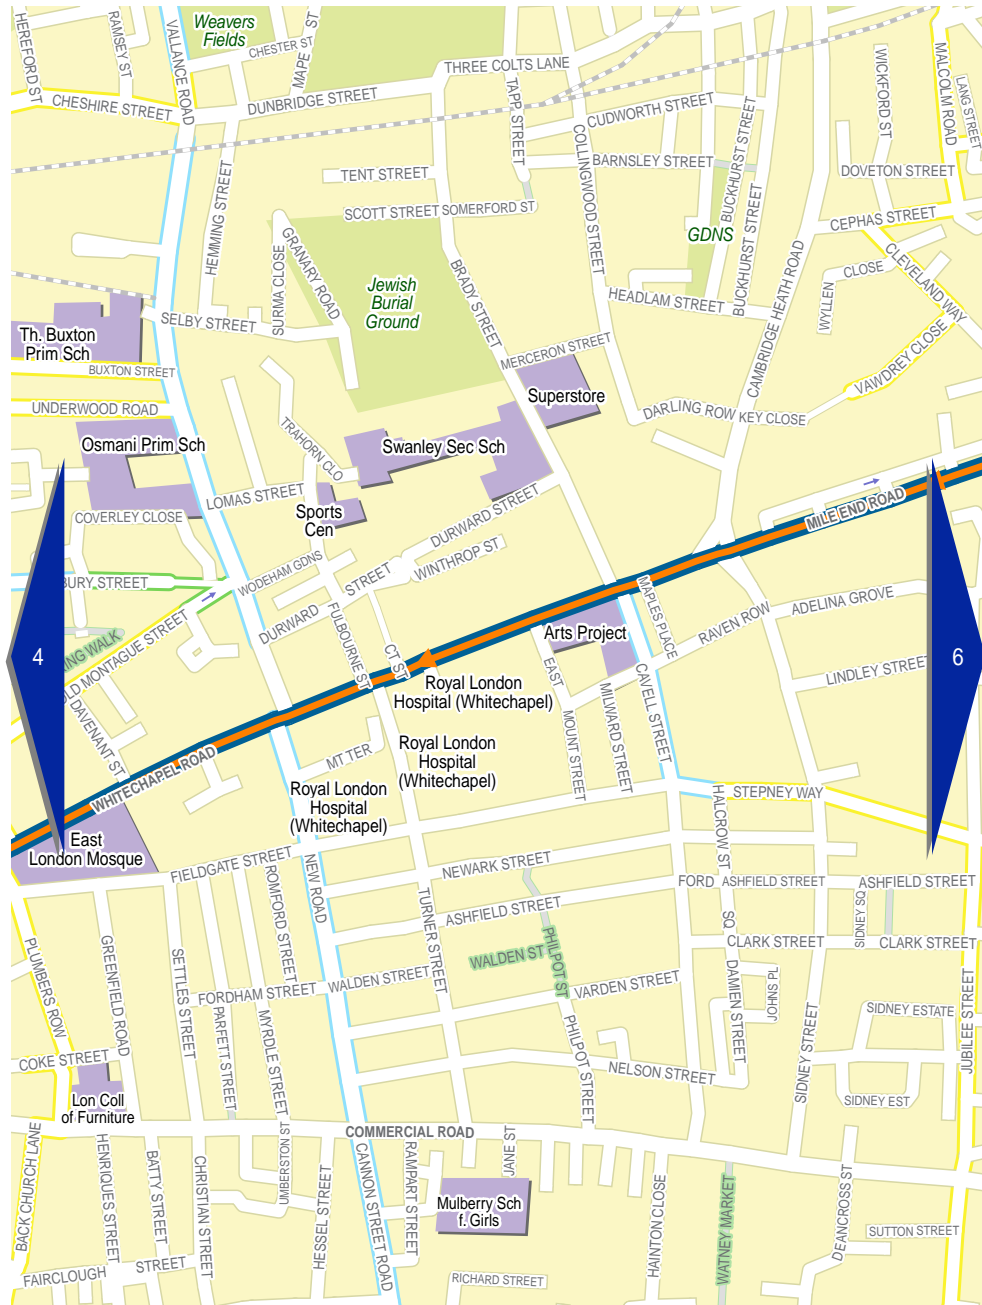 Weavers
Fields
HEREFORD ST
RAMSEY ST
VALLANCE ROAD
CHESTER ST
MAPE ST
THREE COLTS LANE
TAPP STREET
WICKFORD ST
MALCOLM ROAD
LANG STREET
CHESHIRE STREET
DUNBRIDGE STREET
CUDWORTH STREET
COLLINGWOOD STREET
BUCKHURST STREET
BUCKHURST STREET
HEMMING STREET
TENT STREET
BARNSLEY STREET
DOVETON STREET
SCOTT STREET
SOMERFORD ST
CEPHAS STREET
GDNS
CLEVELAND WAY
SURMA CLOSE
GRANARY ROAD
Jewish
Burial
Ground
BRADY STREET
HEADLAM STREET
CAMBRIDGE HEATH ROAD
WYLLEN
CLOSE
SELBY STREET
Th. Buxton
Prim Sch
BUXTON STREET
MERCERON STREET
VAWDREY CLOSE
UNDERWOOD ROAD
Superstore
DARLING ROW
KEY CLOSE
Osmani Prim Sch
TRAHORN CLO
Swanley Sec Sch
LOMAS STREET
Sports
Cen
COVERLEY CLOSE
DURWARD STREET
MILE END ROAD
WINTHROP ST
BURY STREET
WODEHAM GDNS
DURWARD
STREET
FULBOURNE ST
CT ST
MAPLES PLACE
RAVEN ROW
ADELINA GROVE
Arts Project
RING WALK
OLD MONTAGUE STREET
4
6
EAST
MOUNT STREET
MILWARD STREET
CAVELL STREET
LINDLEY STREET
Royal London
Hospital (Whitechapel)
DAVENANT ST
WHITECHAPEL ROAD
MT TER
Royal London
Hospital
(Whitechapel)
Royal London
Hospital
(Whitechapel)
HALCROW ST
STEPNEY WAY
East
London Mosque
FIELDGATE STREET
ROMFORD STREET
NEW ROAD
NEWARK STREET
TURNER STREET
ASHFIELD STREET
FORD
SQ
ASHFIELD STREET
ASHFIELD STREET
SIDNEY SQ
PLUMBERS ROW
GREENFIELD ROAD
SETTLES STREET
WALDEN ST
PHILPOT ST
CLARK STREET
CLARK STREET
FORDHAM STREET
WALDEN STREET
VARDEN STREET
DAMIEN STREET
JOHNS PL
PARFETT STREET
MYRDLE STREET
PHILPOT STREET
SIDNEY STREET
SIDNEY ESTATE
JUBILEE STREET
COKE STREET
NELSON STREET
Lon Coll
of Furniture
SIDNEY EST
COMMERCIAL ROAD
BACK CHURCH LANE
HENRIQUES STREET
BATTY STREET
CHRISTIAN STREET
UMBERSTON ST
HESSEL STREET
CANNON STREET ROAD
RAMPART STREET
JANE ST
Mulberry Sch
f. Girls
HAINTON CLOSE
WATNEY MARKET
DEANCROSS ST
SUTTON STREET
FAIRCLOUGH
STREET
RICHARD STREET